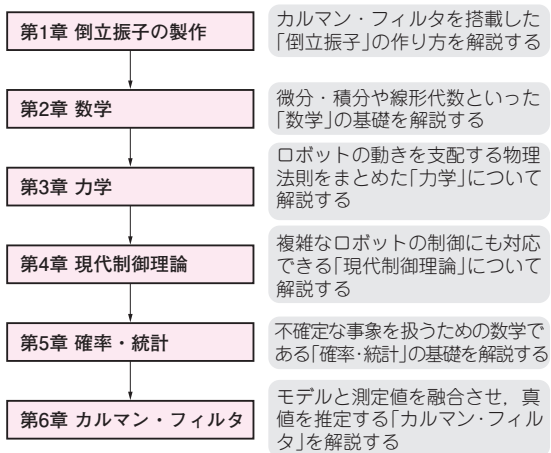 第1章 倒立振子の製作
カルマン・フィルタを搭載した
｢倒立振子｣の作り方を解説する
第2章 数学
微分・積分や線形代数といった
｢数学｣の基礎を解説する
第3章 力学
ロボットの動きを支配する物理
法則をまとめた｢力学｣について
解説する
第4章 現代制御理論
複雑なロボットの制御にも対応
できる｢現代制御理論｣について
解説する
第5章 確率・統計
不確定な事象を扱うための数学で
ある｢確率･統計｣の基礎を解説する
第6章 カルマン・フィルタ
モデルと測定値を融合させ，真
値を推定する｢カルマン･フィル
タ｣を解説する